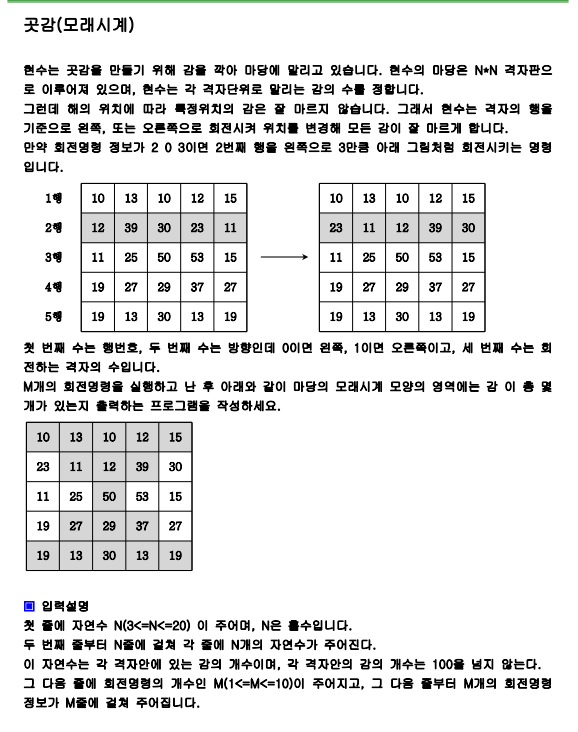 곳감(모래시계)
현수는 곳감을 만들기 위해 감을 깍아 마당에 말리고 있습니다. 현수의 마당은 N*N 격자판으
로 이루어져 있으며, 현수는 각 격자단위로 말리는 감의 수를 정합니다.
그런데 해의 위치에 따라 특정위치의 감은 잘 마르지 않습니다. 그래서 현수는 격자의 행을
기준으로 왼쪽, 또는 오른쪽으로 회전시켜 위치를 변경해 모든 감이 잘 마르게 합니다.
만약 회전명령 정보가 2 0 3이면 2번째 행을 왼쪽으로 3만큼 아래 그림처럼 회전시키는 명령
입니다.
1행 10 13 10 12 15 10 13 10 12 15
2행 12 39 30 23 11 23 11 12 39 30
3행 11 25 50 53 15 11 25 50 53 15
4행 19 27 29 37 27 19 27 29 37 27
5행 19 13 30 13 19 19 13 30 13 19
첫 번째 수는 행번호, 두 번째 수는 방향인데 0이면 왼쪽, 1이면 오른쪽이고, 세 번째 수는 회
전하는 격자의 수입니다.
M개의 회전명령을 실행하고 난 후 아래와 같이 마당의 모래시계 모양의 영역에는 감 이 총 몇
개가 있는지 출력하는 프로그램을 작성하세요.
10 13 10 12 15
23 11 12 39 30
11 25 50 53 15
19 27 29 37 27
19 13 30 13 19
▣ 입력설명
첫 줄에 자연수 N(3<=N<=20) 이 주어며, N은 홀수입니다.
두 번째 줄부터 N줄에 걸쳐 각 줄에 N개의 자연수가 주어진다.
이 자연수는 각 격자안에 있는 감의 개수이며, 각 격자안의 감의 개수는 100을 넘지 않는다.
그 다음 줄에 회전명령의 개수인 M(1<=M<=10)이 주어지고, 그 다음 줄부터 M개의 회전명령
정보가 M줄에 걸쳐 주어집니다.